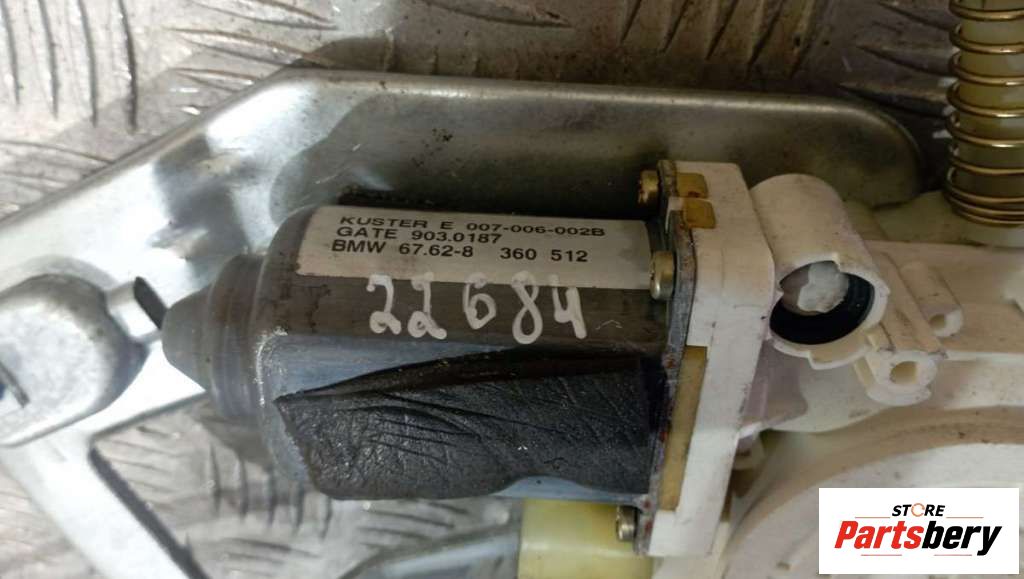 KUSTER E 007-006-002B
GATE 903.0187
BMW 67.62-8 360 512
22684
STORE
Partsbery